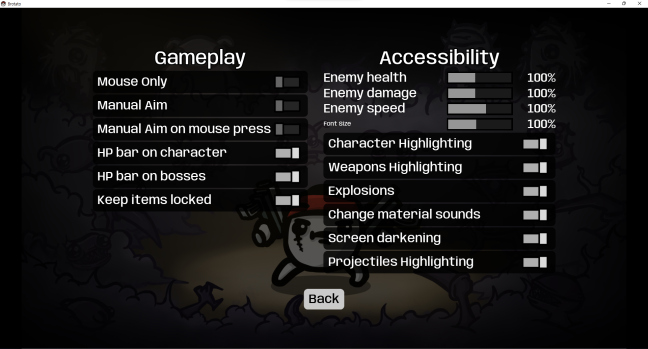 Brotato
Gameplay
Mouse Only
Manual Aim
Manual Aim on mouse press
HP bar on character
HP bar on bosses
Keep items locked
Accessibility
Enemy health 100%
Enemy damage 100%
Enemy speed 100%
Font Size 100%
Character Highlighting
Weapons Highlighting
Explosions
Change material sounds
Screen darkening
Projectiles Highlighting
Back